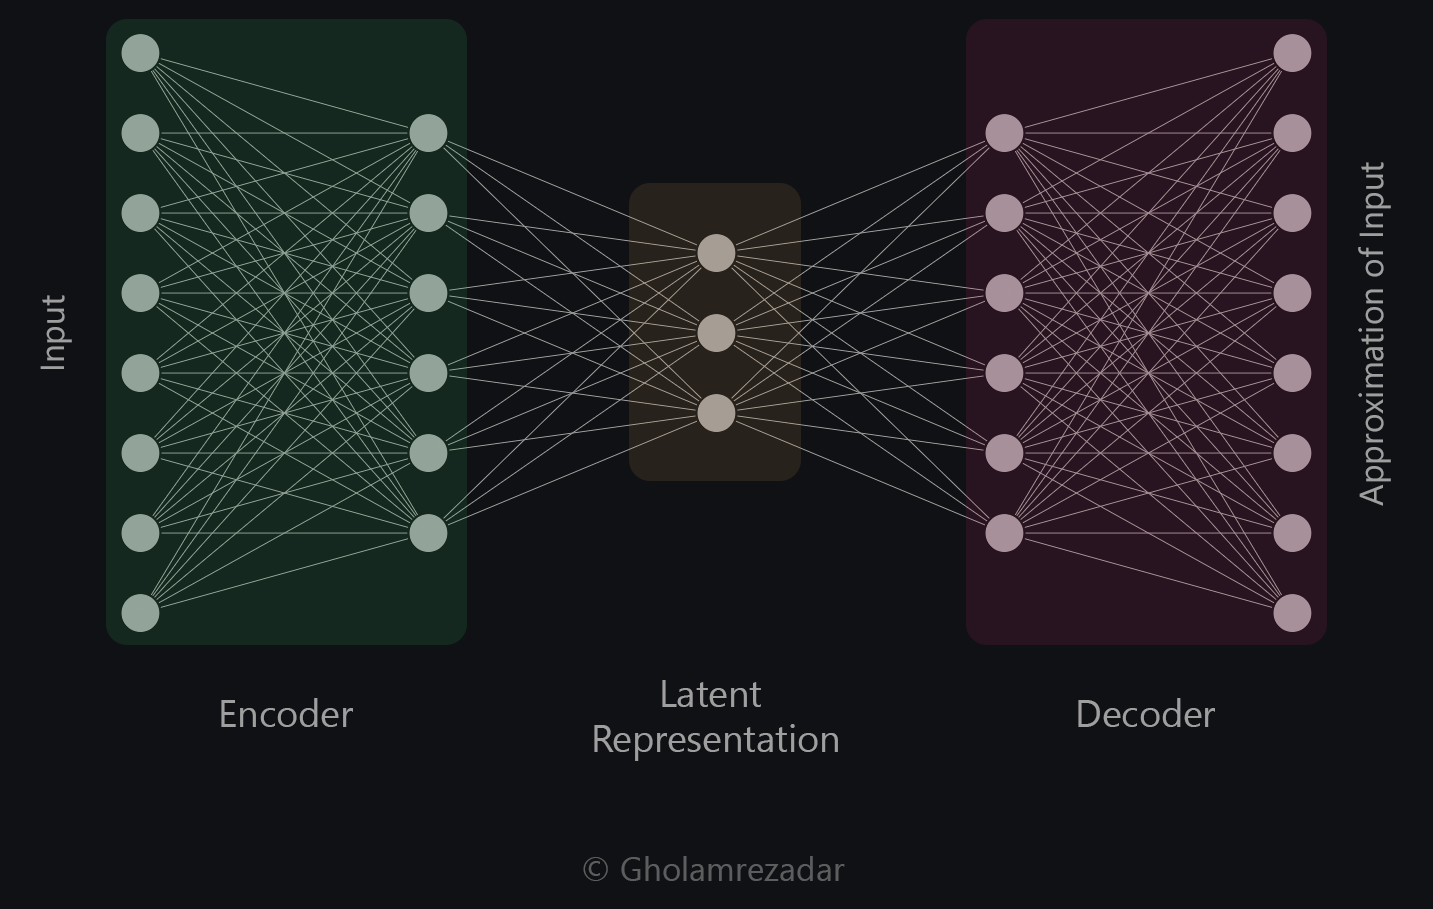 Input
Approximation of Input
Encoder
Latent
Representation
Decoder
© Gholamrezadar